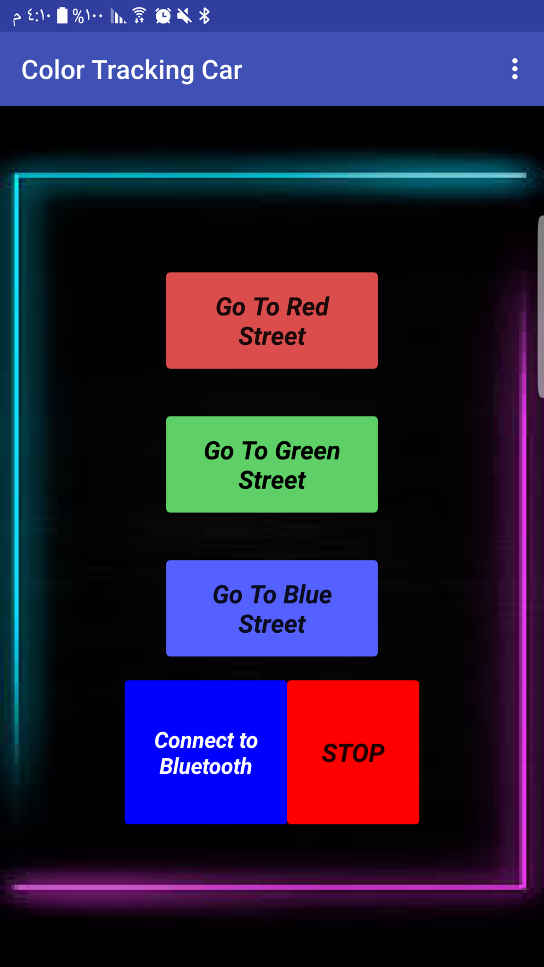 م ٤:١٠ %١٠٠
Color Tracking Car
Go To Red
Street
Go To Green
Street
Go To Blue
Street
Connect to
Bluetooth
STOP